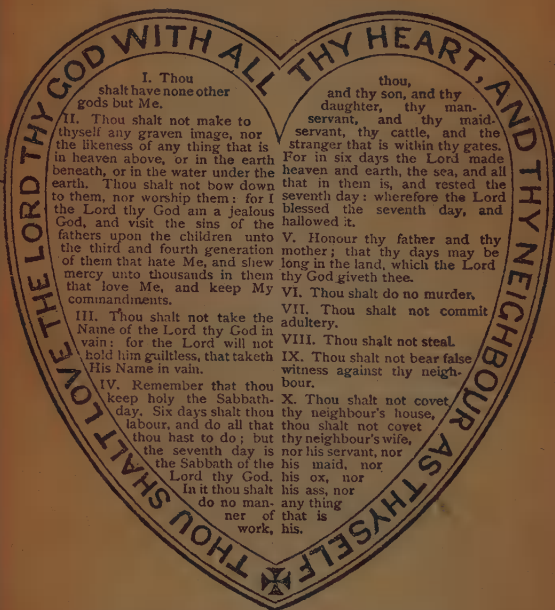 THOU SHALT LOVE THE LORD THY GOD WITH ALL THY HEART, AND THY NEIGHBOUR AS THYSELF
I. Thou
shalt have none other
gods but Me.
II. Thou shalt not make to
thyself any graven image, nor
the likeness of any thing that is
in heaven above, or in the earth
beneath, or in the water under the
earth. Thou shalt not bow down
to them, nor worship them: for I
the Lord thy God am a jealous
God, and visit the sins of the
fathers upon the children unto
the third and fourth generation
of them that hate Me, and shew
mercy unto thousands in them
that love Me, and keep My
commandments.
III. Thou shalt not take the
Name of the Lord thy God in
vain: for the Lord will not
hold him guiltless, that taketh
His Name in vain.
IV. Remember that thou
keep holy the Sabbath-
day. Six days shalt thou
labour, and do all that
thou hast to do; but
the seventh day is
the Sabbath of the
Lord thy God.
In it thou shalt
do no man-
ner of
work,
thou,
and thy son, and thy
daughter, thy man-
servant, and thy maid-
servant, thy cattle, and the
stranger that is within thy gates.
For in six days the Lord made
heaven and earth, the sea, and all
that in them is, and rested the
seventh day: wherefore the Lord
blessed the seventh day, and
hallowed it.
V. Honour thy father and thy
mother; that thy days may be
long in the land, which the Lord
thy God giveth thee.
VI. Thou shalt do no murder.
VII. Thou shalt not commit
adultery.
VIII. Thou shalt not steal.
IX. Thou shalt not bear false
witness against thy neigh-
bour.
X. Thou shalt not covet
thy neighbour's house,
thou shalt not covet
thy neighbour's wife,
nor his servant, nor
his maid, nor
his ox, nor
his ass, nor
any thing
that is
his.